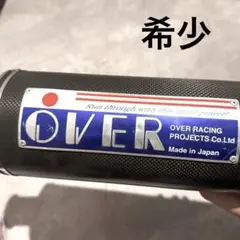 希少
Run through with the power!!
OVER
OVER RACING
PROJECTS Co.Ltd
Made in Japan